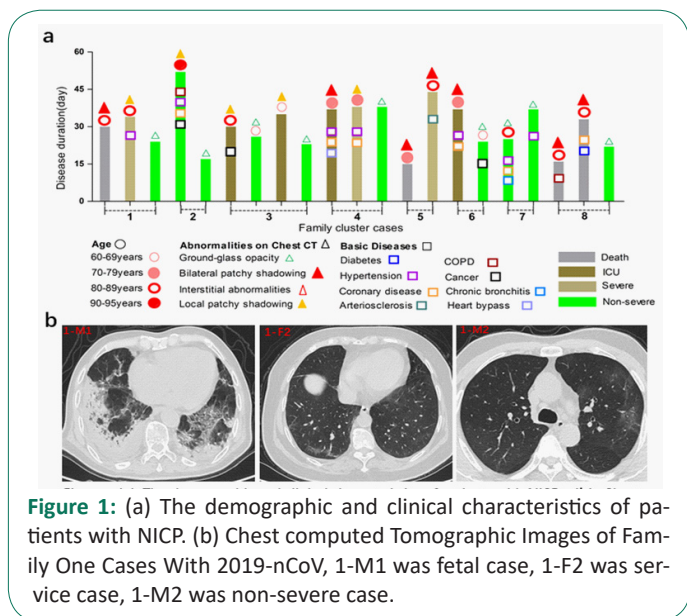 a
60
45
30
15
0
Disease duration(day)
1 2 3 4 5 6 7 8
Family cluster cases
Age Abnormalities on Chest CT Basic Diseases
60-69years Ground-glass opacity Diabetes COPD Death
70-79years Bilateral patchy shadowing Hypertension Cancer ICU
80-89years Interstitial abnormalities Coronary disease Chronic bronchitis Severe
90-95years Local patchy shadowing Arteriosclerosis Heart bypass Non-severe
b
1-M1 1-F2 1-M2
Figure 1: (a) The demographic and clinical characteristics of pa-
tients with NICP. (b) Chest computed Tomographic Images of Fam-
ily One Cases With 2019-nCoV, 1-M1 was fetal case, 1-F2 was ser-
vice case, 1-M2 was non-severe case.